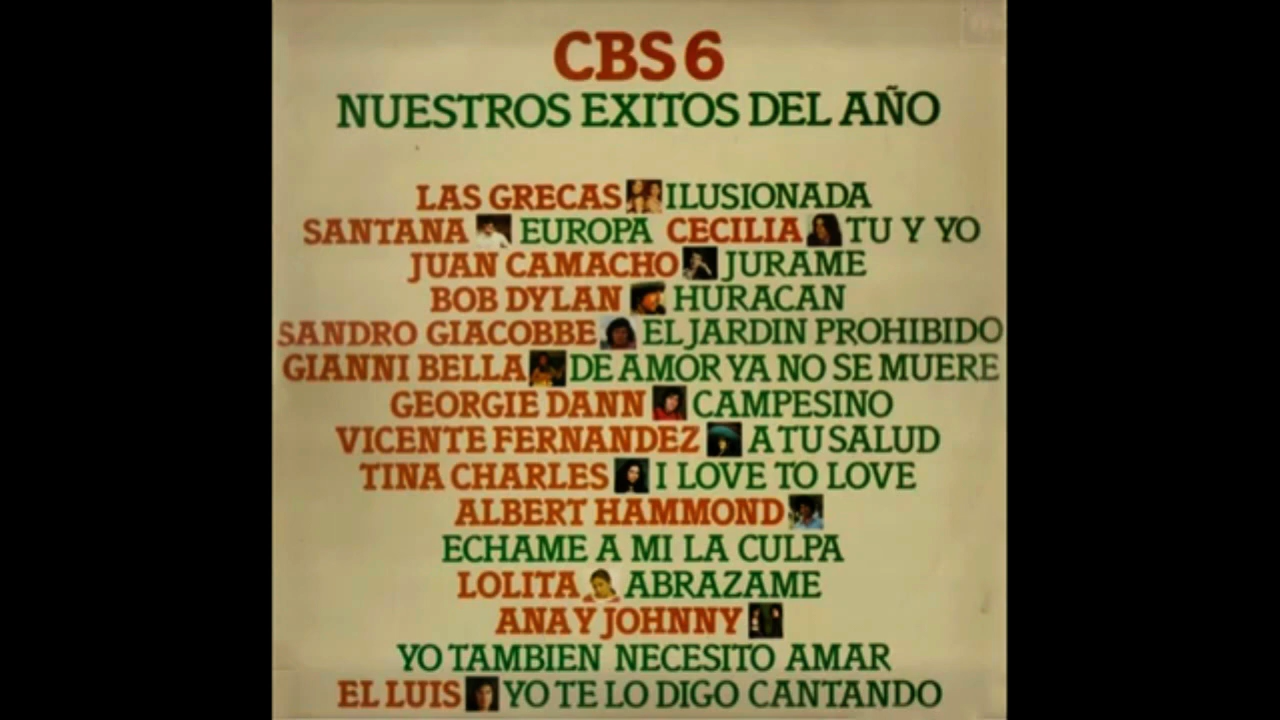 CBS 6
NUESTROS EXITOS DEL AÑO
LAS GRECAS ILUSIONADA
SANTANA EUROPA CECILIA TU Y YO
JUAN CAMACHO JURAME
BOB DYLAN HURACAN
SANDRO GIACOBBE EL JARDIN PROHIBIDO
GIANNI BELLA DE AMOR YA NO SE MUERE
GEORGIE DANN CAMPESINO
VICENTE FERNANDEZ A TU SALUD
TINA CHARLES I LOVE TO LOVE
ALBERT HAMMOND
ECHAME A MI LA CULPA
LOLITA ABRAZAME
ANA Y JOHNNY
YO TAMBIEN NECESITO AMAR
EL LUIS YO TE LO DIGO CANTANDO